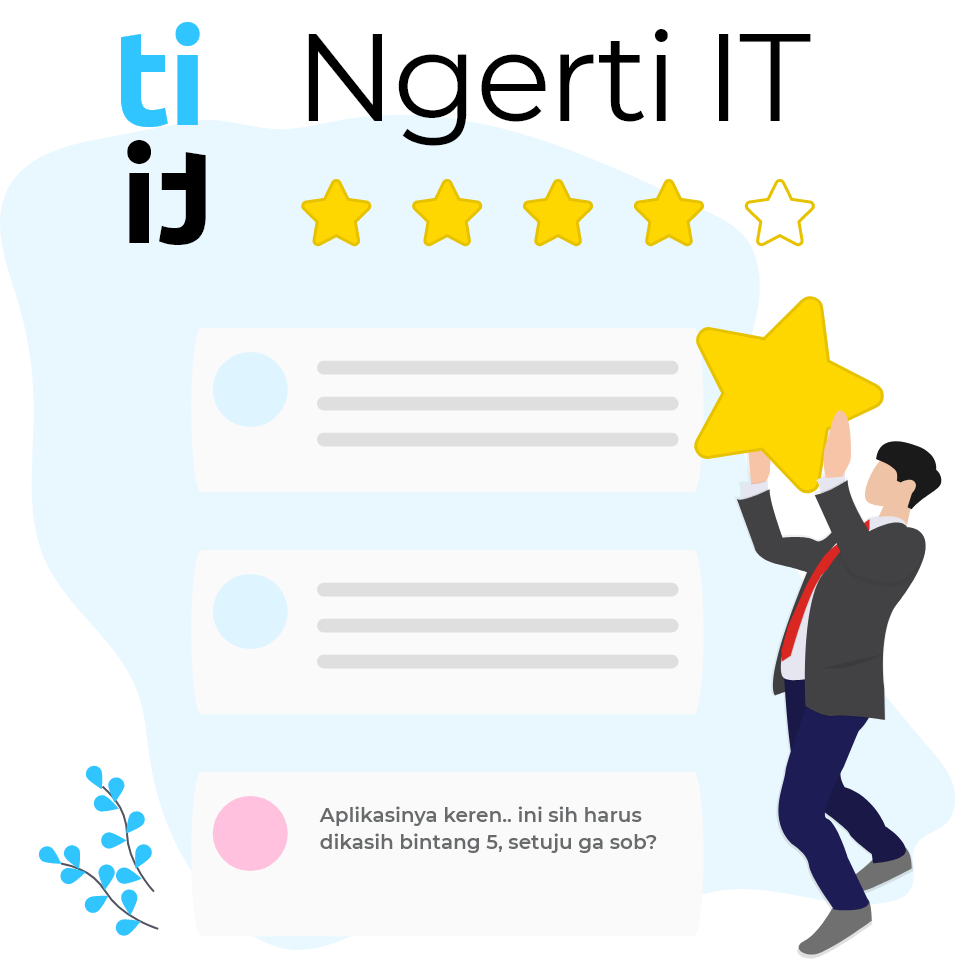 ti
Ngerti IT
it
Aplikasinya keren.. ini sih harus
dikasih bintang 5, setuju ga sob?